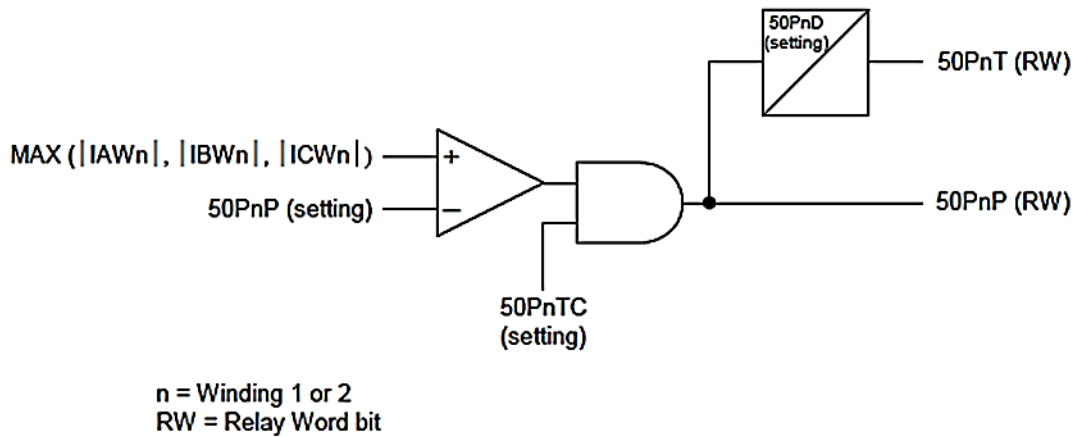 50PnD
(setting)
50PnT (RW)
MAX (|IAWn|, |IBWn|, |ICWn|)
+
50PnP (setting)
−
50PnP (RW)
50PnTC
(setting)
n = Winding 1 or 2
RW = Relay Word bit